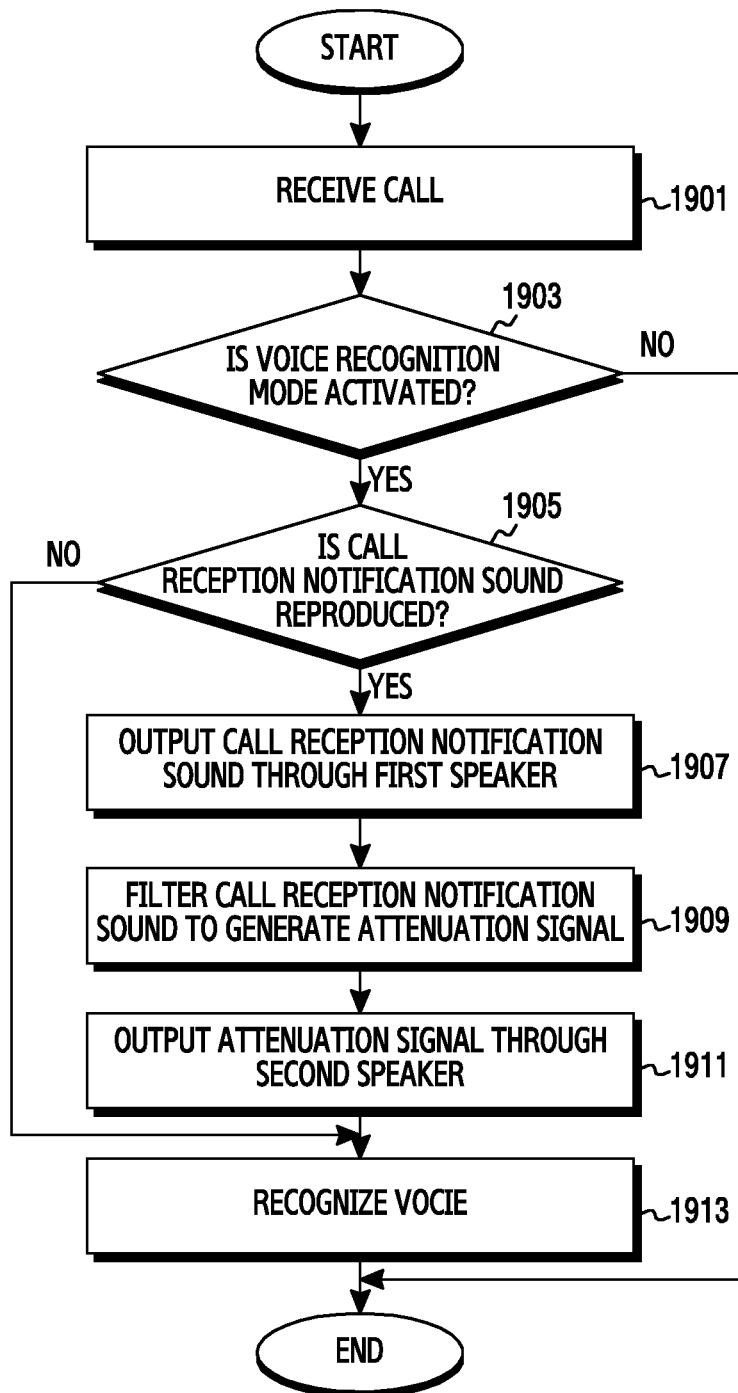 START
RECEIVE CALL
1901
1903
IS VOICE RECOGNITION
MODE ACTIVATED?
NO
YES
1905
IS CALL
RECEPTION NOTIFICATION SOUND
REPRODUCED?
NO
YES
OUTPUT CALL RECEPTION NOTIFICATION
SOUND THROUGH FIRST SPEAKER
1907
FILTER CALL RECEPTION NOTIFICATION
SOUND TO GENERATE ATTENUATION SIGNAL
1909
OUTPUT ATTENUATION SIGNAL THROUGH
SECOND SPEAKER
1911
RECOGNIZE VOCIE
1913
END